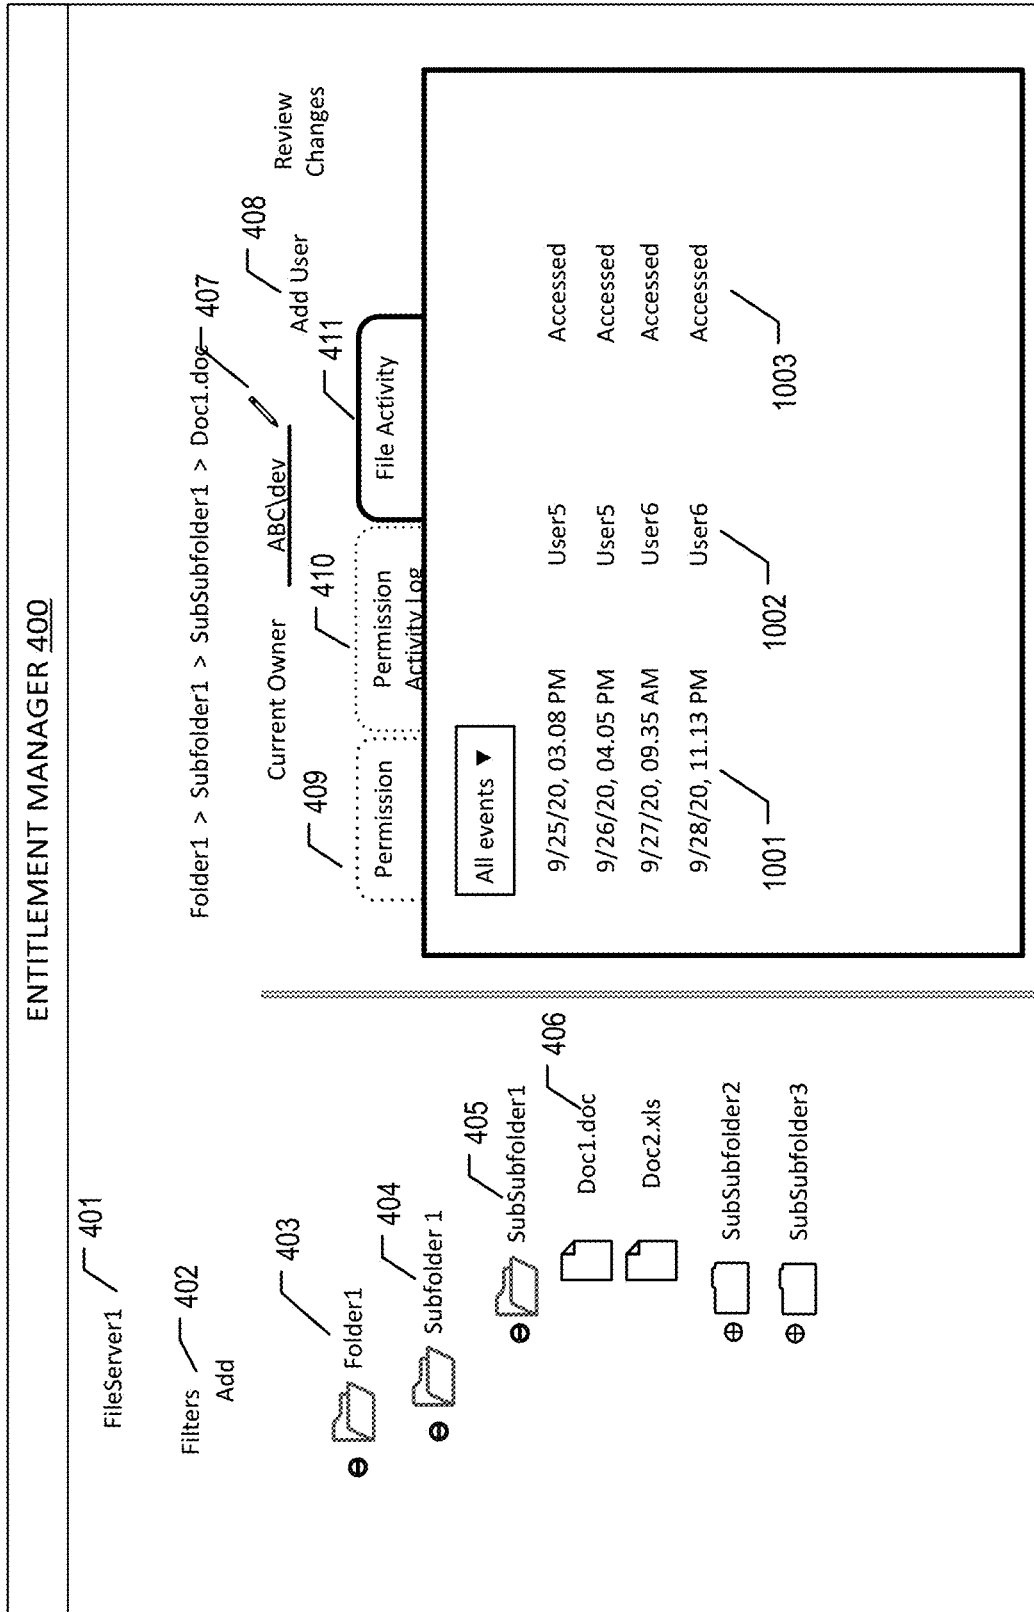 ENTITLEMENT MANAGER 400
FileServer1
401
Filters
402
Add
403
Folder1
404
Subfolder 1
405
SubSubfolder1
406
Doc1.doc
Doc2.xls
SubSubfolder2
SubSubfolder3
Folder1 > Subfolder1 > SubSubfolder1 > Doc1.doc
407
Current Owner
ABC\dev
Add User
408
Review
Changes
409
410
411
Permission
Permission
Activity Log
File Activity
All events ▼
9/25/20, 03.08 PM User5 Accessed
9/26/20, 04.05 PM User5 Accessed
9/27/20, 09.35 AM User6 Accessed
9/28/20, 11.13 PM User6 Accessed
1001
1002
1003